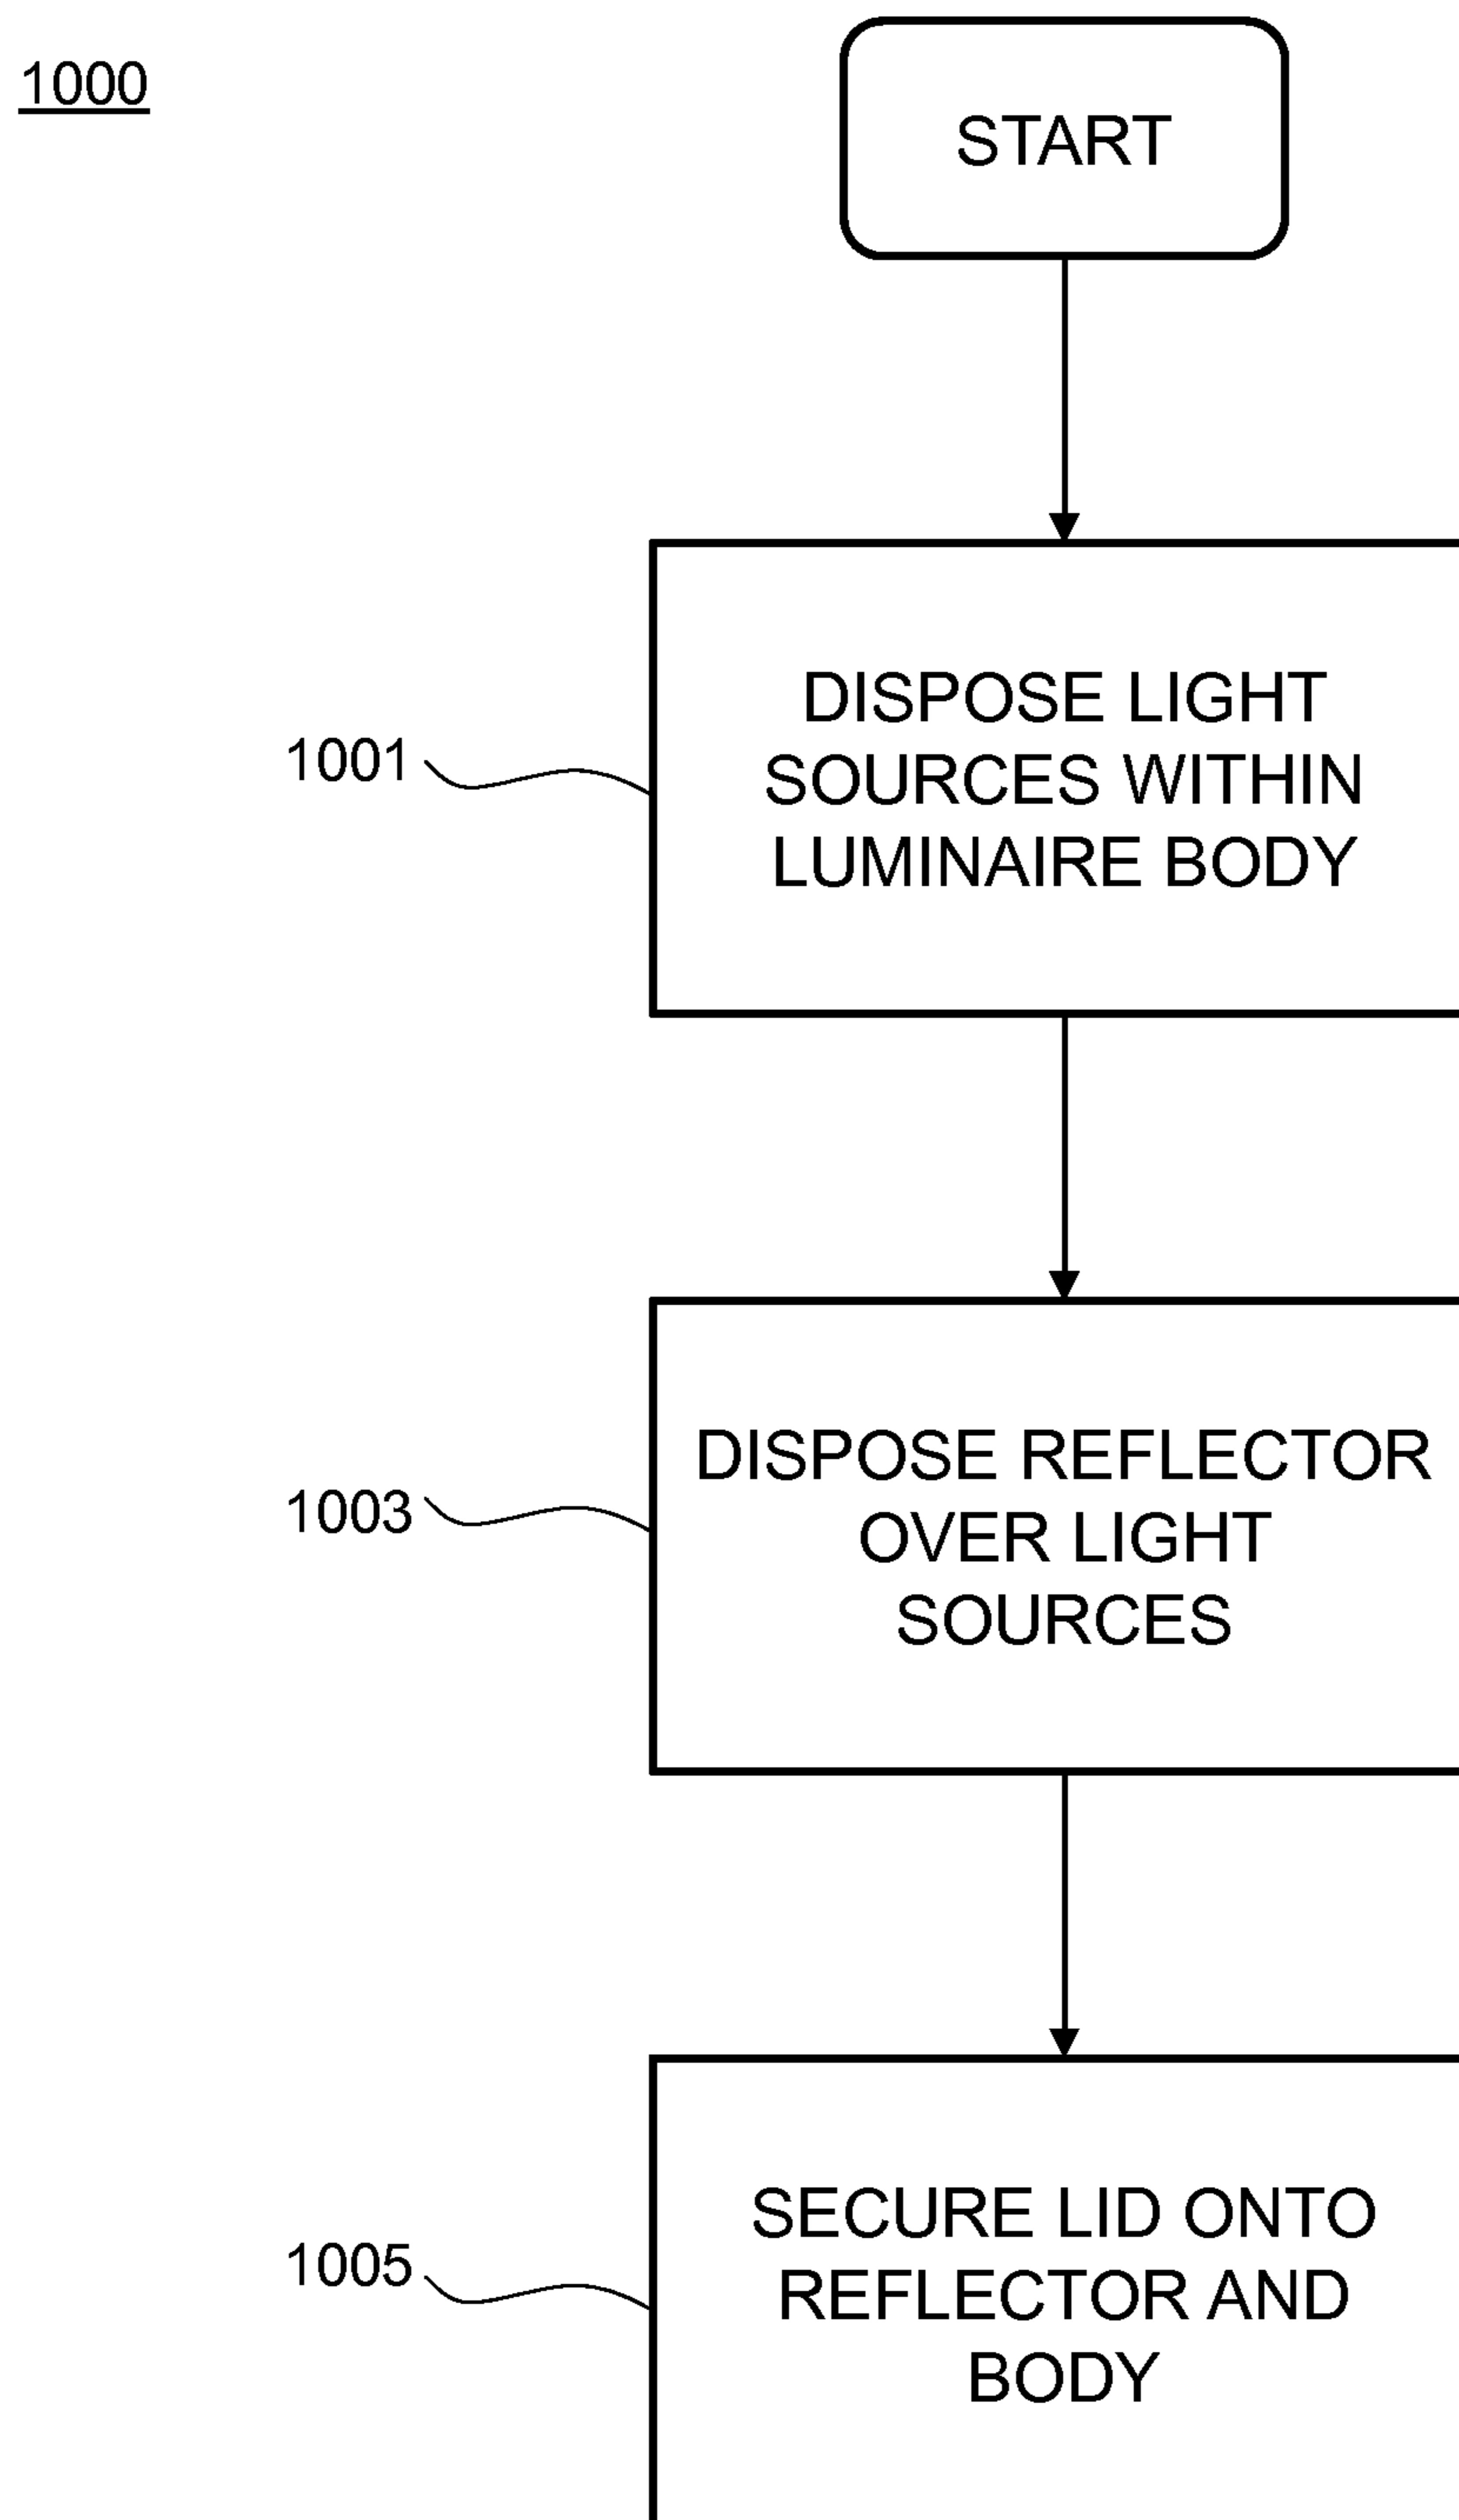 1000
START
1001
DISPOSE LIGHT
SOURCES WITHIN
LUMINAIRE BODY
1003
DISPOSE REFLECTOR
OVER LIGHT
SOURCES
1005
SECURE LID ONTO
REFLECTOR AND
BODY